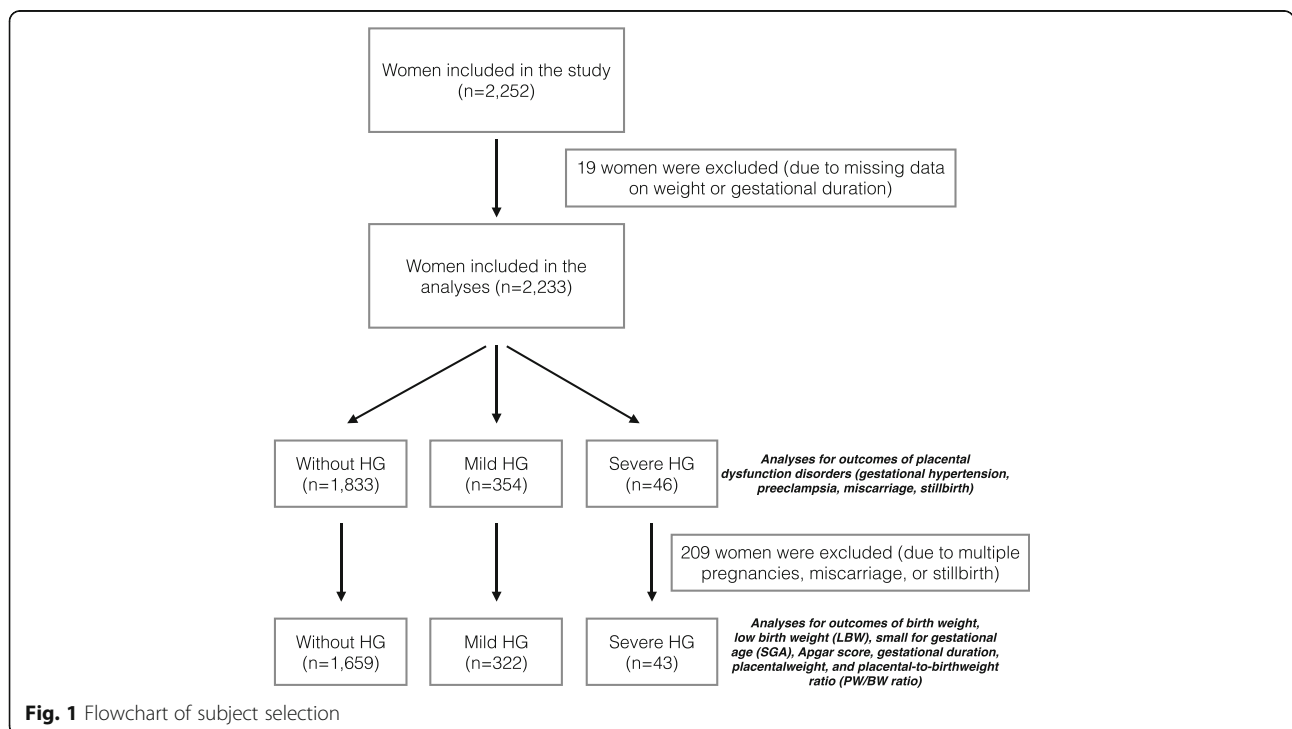 Women included in the study
(n=2,252)
19 women were excluded (due to missing data
on weight or gestational duration)
Women included in the
analyses (n=2,233)
Without HG
(n=1,833)
Mild HG
(n=354)
Severe HG
(n=46)
Analyses for outcomes of placental
dysfunction disorders (gestational hypertension,
preeclampsia, miscarriage, stillbirth)
209 women were excluded (due to multiple
pregnancies, miscarriage, or stillbirth)
Without HG
(n=1,659)
Mild HG
(n=322)
Severe HG
(n=43)
Analyses for outcomes of birth weight,
low birth weight (LBW), small for gestational
age (SGA), Apgar score, gestational duration,
placentalweight, and placental-to-birthweight
ratio (PW/BW ratio)
Fig. 1 Flowchart of subject selection